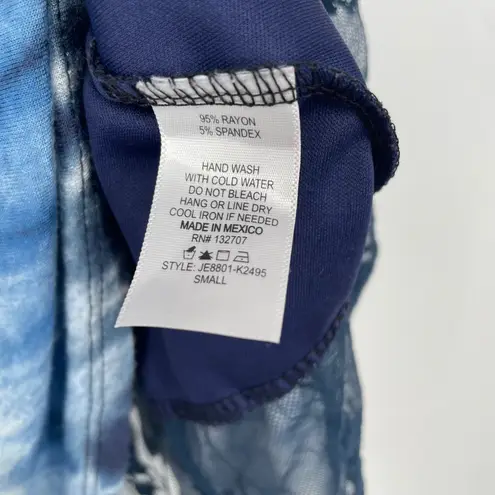 95% RAYON
5% SPANDEX
HAND WASH
WITH COLD WATER
DO NOT BLEACH
HANG OR LINE DRY
COOL IRON IF NEEDED
MADE IN MEXICO
RN# 132707
STYLE: JE8801-K2495
SMALL